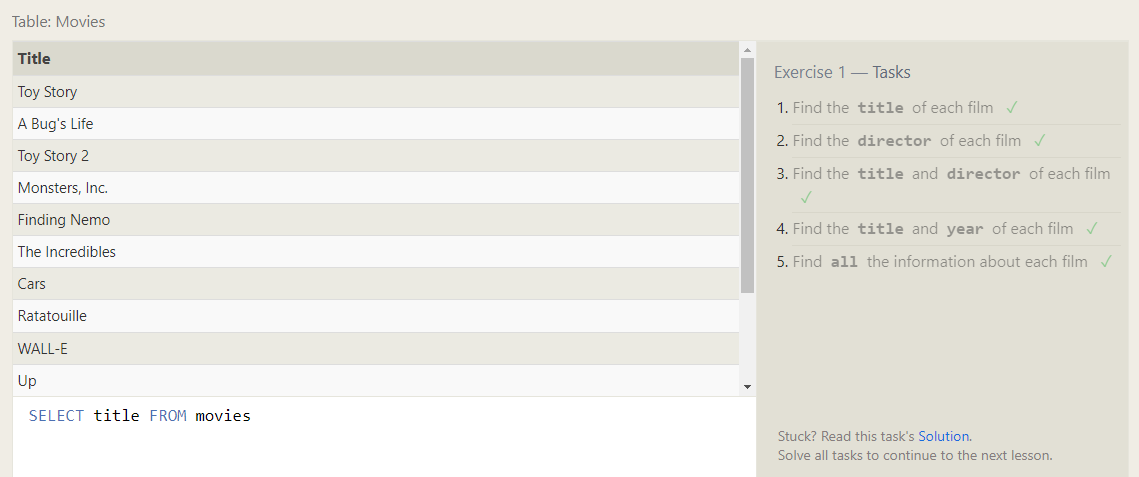 Table: Movies
Title
Toy Story
A Bug's Life
Toy Story 2
Monsters, Inc.
Finding Nemo
The Incredibles
Cars
Ratatouille
WALL-E
Up
SELECT title FROM movies
Exercise 1 — Tasks
1. Find the title of each film ✓
2. Find the director of each film ✓
3. Find the title and director of each film
✓
4. Find the title and year of each film ✓
5. Find all the information about each film ✓
Stuck? Read this task's Solution.
Solve all tasks to continue to the next lesson.